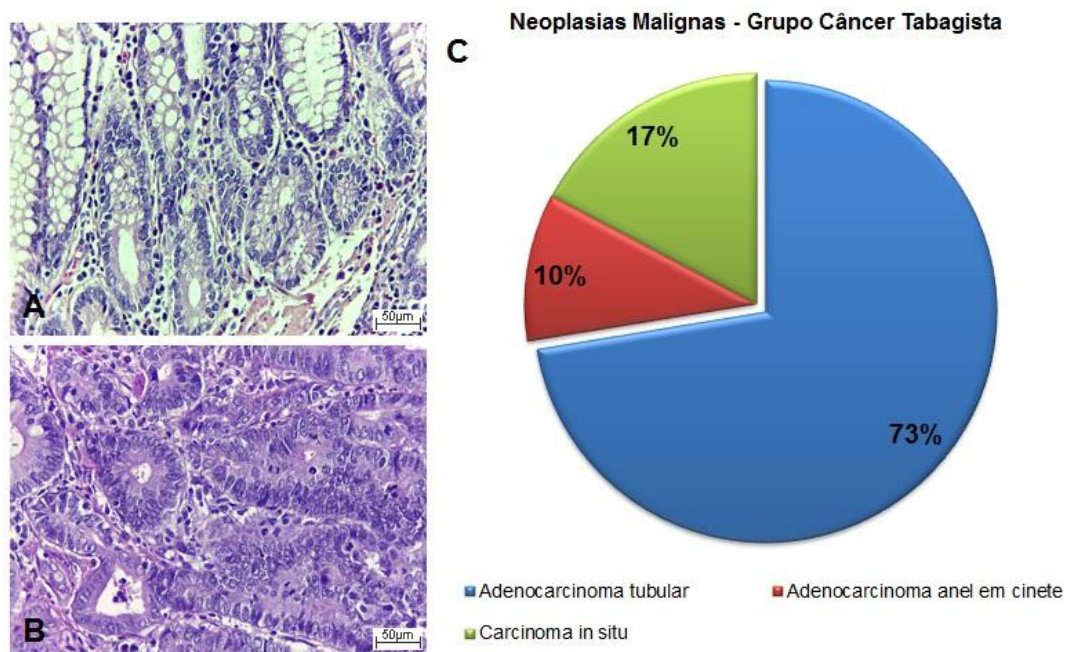 Neoplasias Malignas - Grupo Câncer Tabagista
A
50µm
B
50µm
C
17%
10%
73%
Adenocarcinoma tubular
Adenocarcinoma anel em cinete
Carcinoma in situ